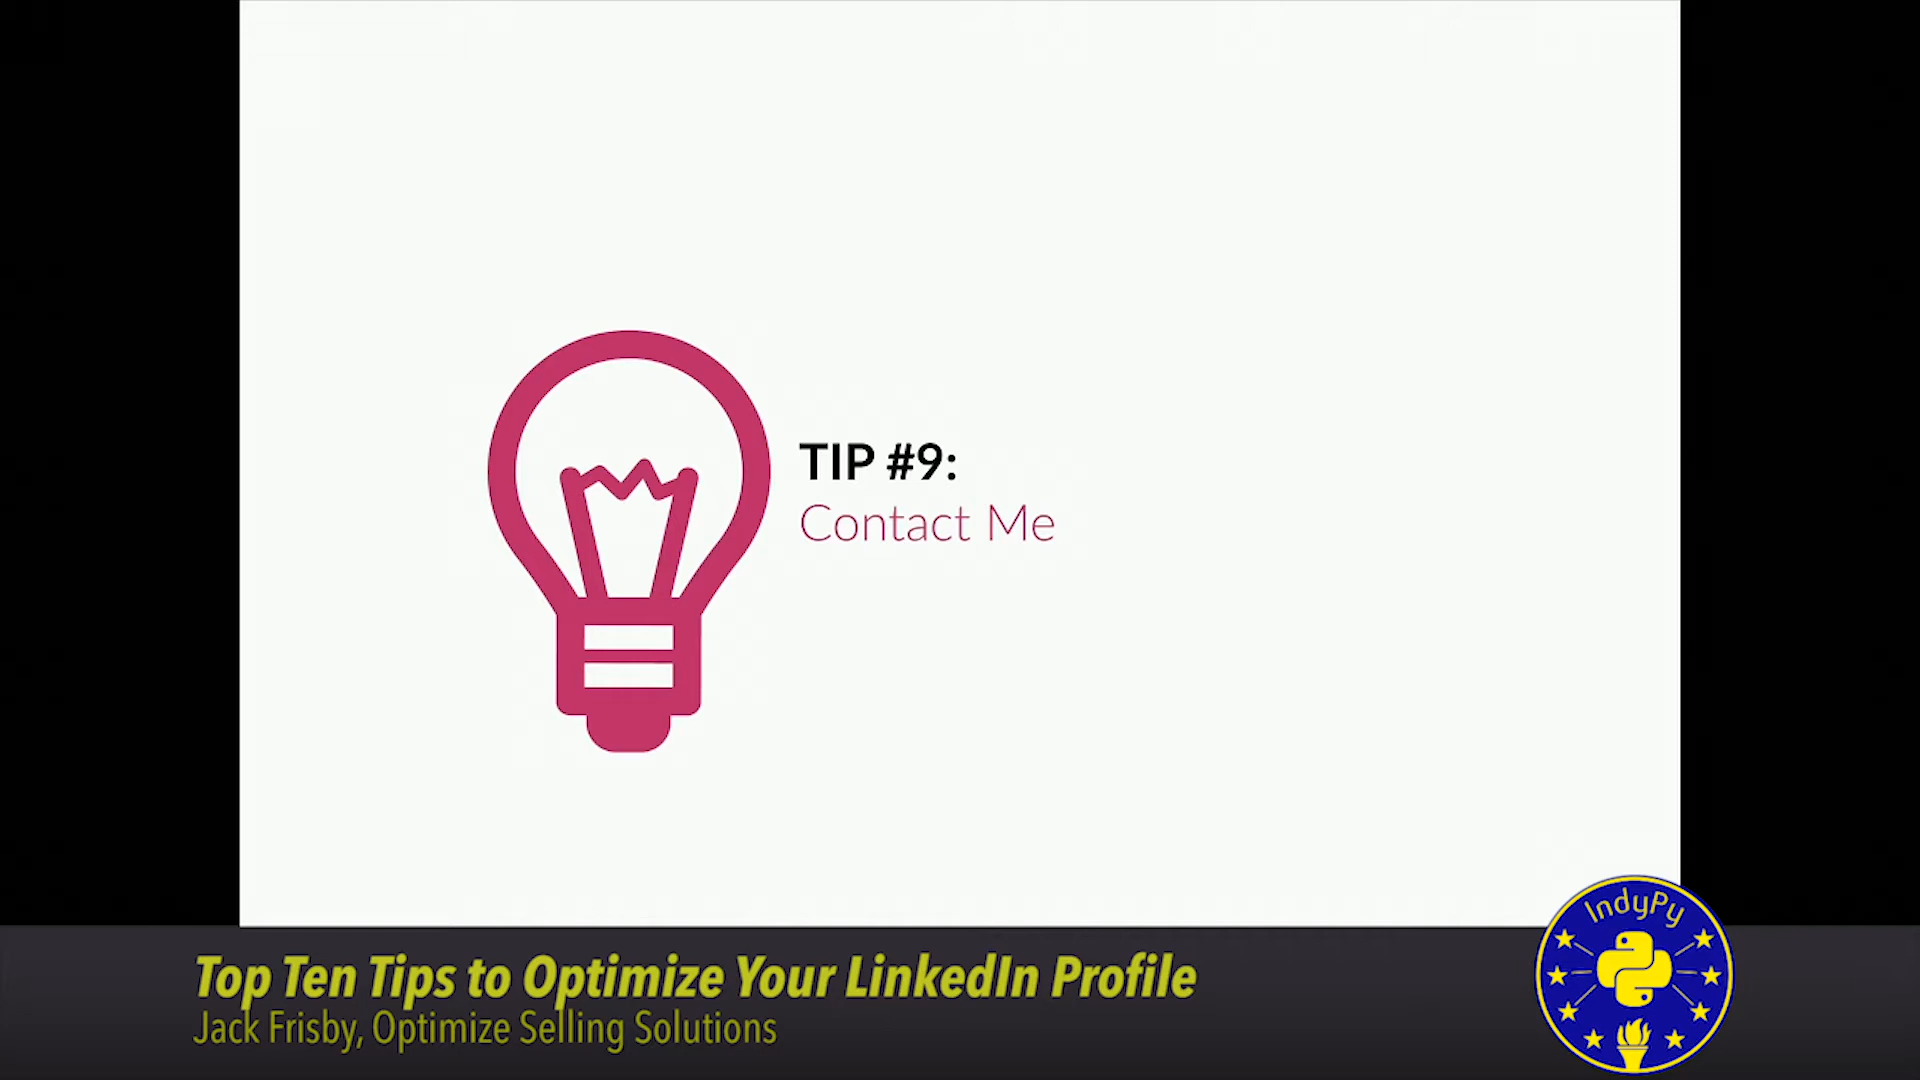 TIP #9:
Contact Me
IndyPy
Top Ten Tips to Optimize Your LinkedIn Profile
Jack Frisby, Optimize Selling Solutions